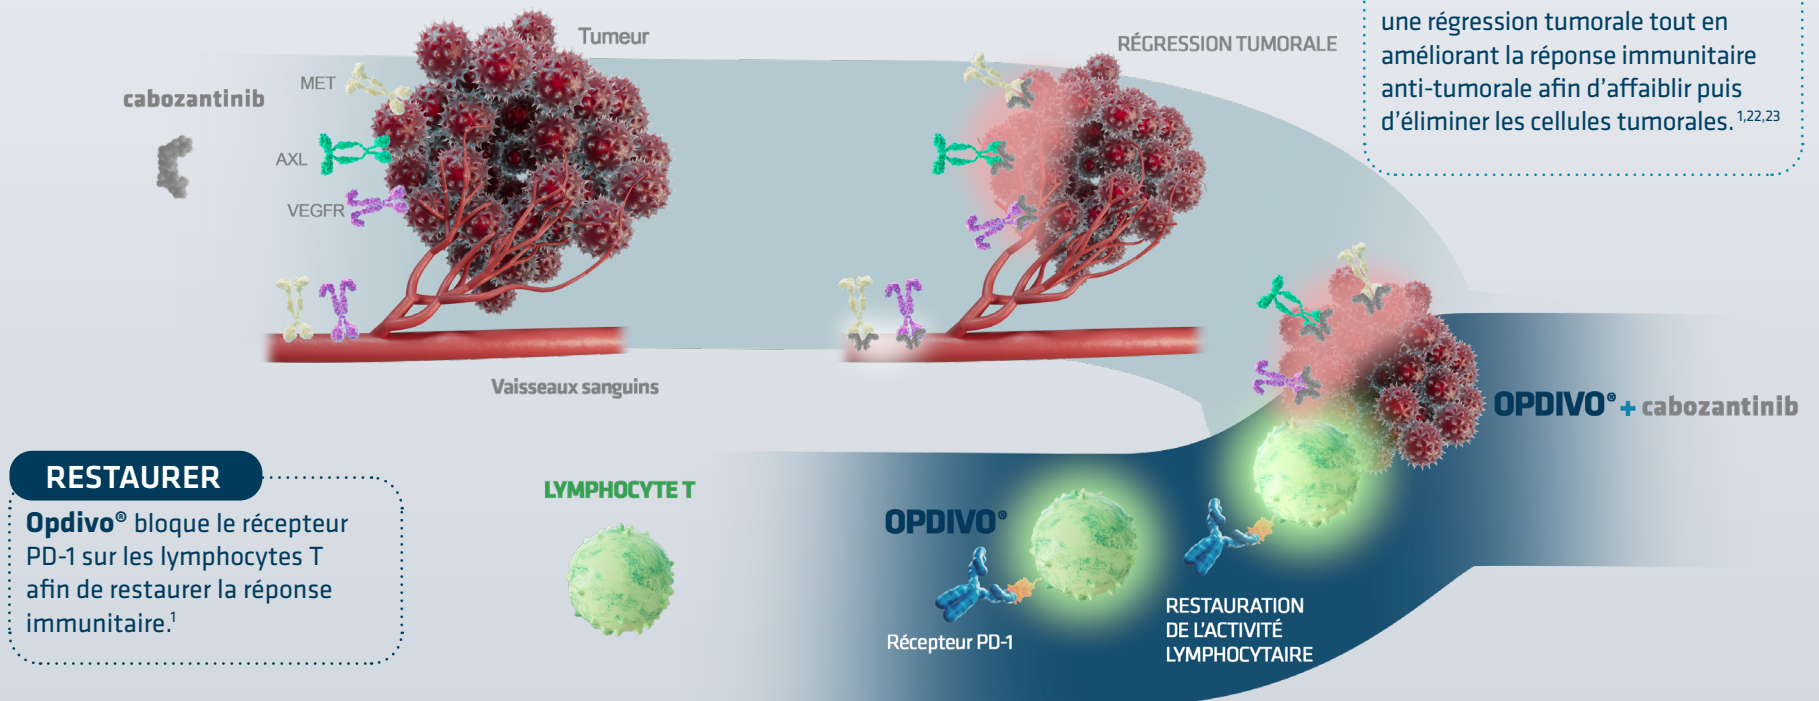 une régression tumorale tout en
améliorant la réponse immunitaire
anti-tumorale afin d’affaiblir puis
d’éliminer les cellules tumorales. 1,22,23
Tumeur
RÉGRESSION TUMORALE
MET
cabozantinib
AXL
VEGFR
Vaisseaux sanguins
OPDIVO® + cabozantinib
RESTAURER
Opdivo® bloque le récepteur
PD-1 sur les lymphocytes T
afin de restaurer la réponse
immunitaire.1
LYMPHOCYTE T
OPDIVO®
Récepteur PD-1
RESTAURATION
DE L’ACTIVITÉ
LYMPHOCYTAIRE